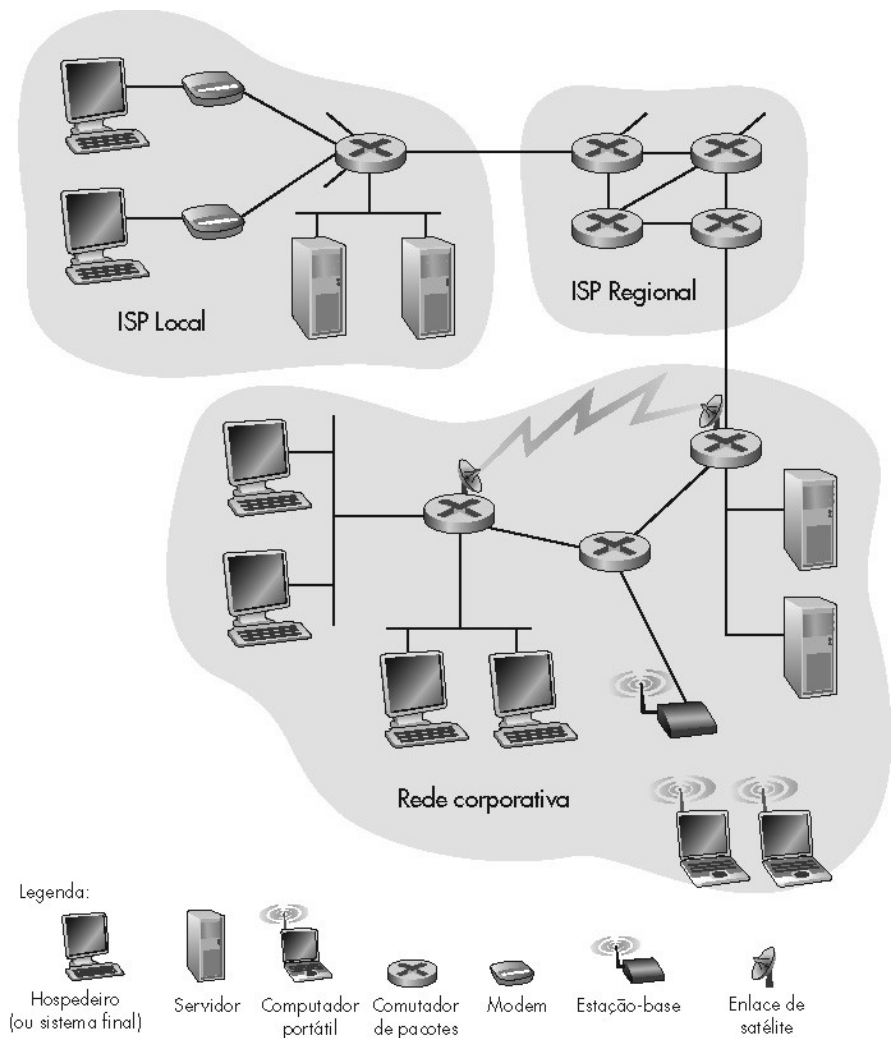 ISP Local
ISP Regional
Rede corporativa
Legenda:
Hospedeiro
(ou sistema final)
Servidor
Computador
portátil
Comutador
de pacotes
Modem
Estação-base
Enlace de
satélite